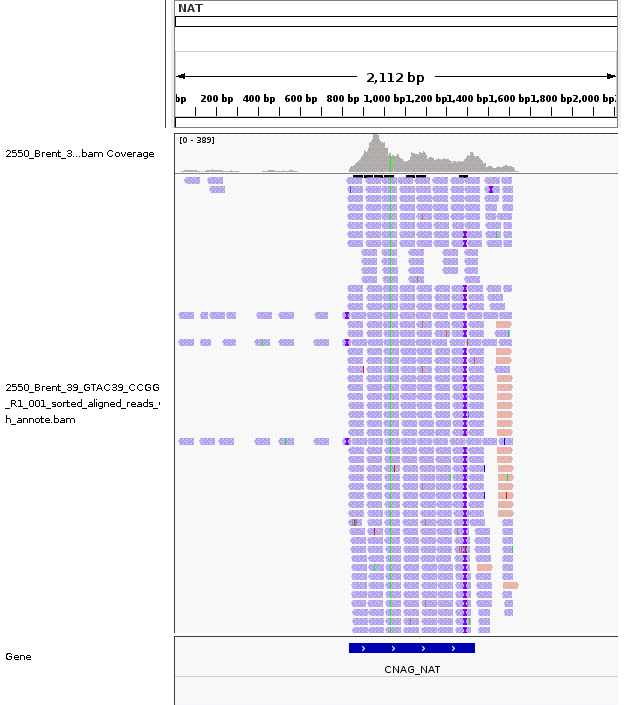 NAT
2,112 bp
bp 200 bp 400 bp 600 bp 800 bp 1,000 bp 1,200 bp 1,400 bp 1,600 bp 1,800 bp 2,000 bp
[0 - 389]
2550_Brent_3...bam Coverage
2550_Brent_39_GTAC39_CCGG
_R1_001_sorted_aligned_reads_
h_annote.bam
Gene
CNAG_NAT